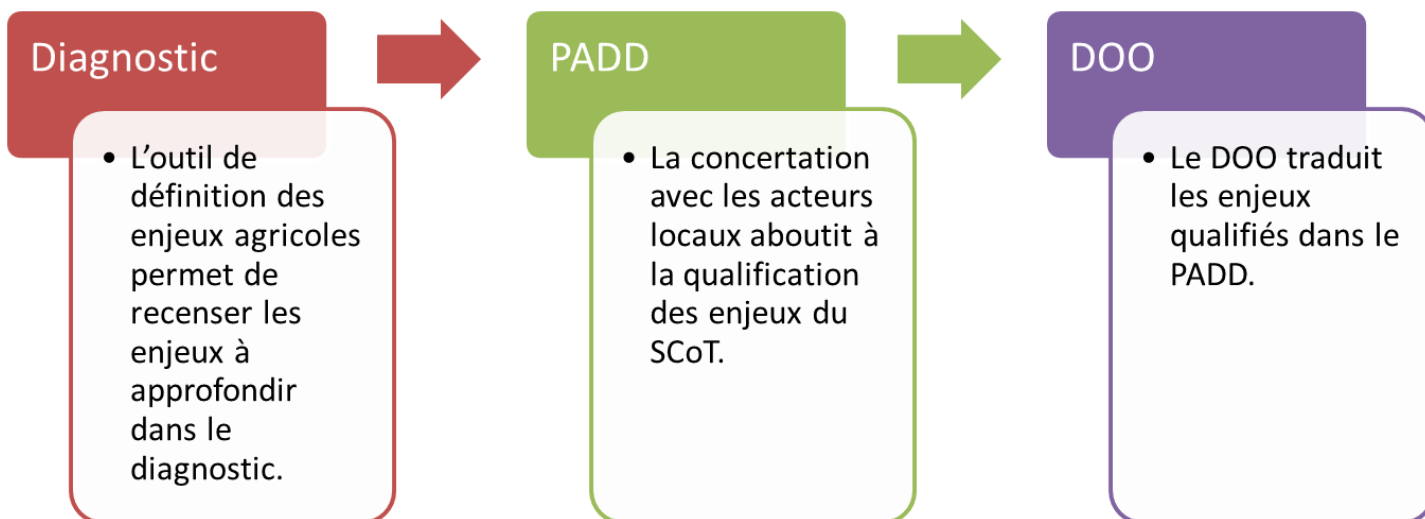 Diagnostic
• L’outil de
définition des
enjeux agricoles
permet de
recenser les
enjeux à
approfondir
dans le
diagnostic.
PADD
• La concertation
avec les acteurs
locaux aboutit à
la qualification
des enjeux du
SCoT.
DOO
• Le DOO traduit
les enjeux
qualifiés dans le
PADD.